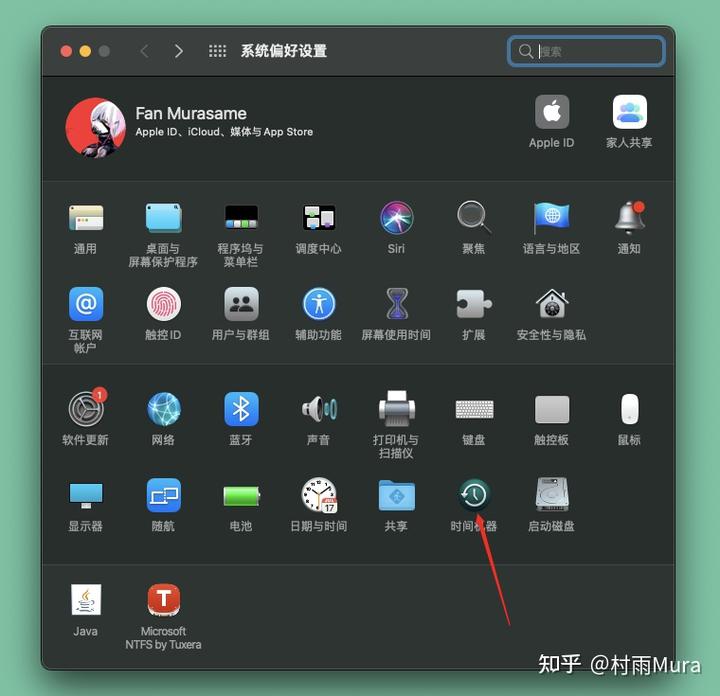 系统偏好设置
搜索
Fan Murasame
Apple ID、iCloud、媒体与 App Store
Apple ID
家人共享
通用
桌面与
屏幕保护程序
程序坞与
菜单栏
调度中心
Siri
聚焦
语言与地区
通知
互联网
帐户
触控 ID
用户与群组
辅助功能
屏幕使用时间
扩展
安全性与隐私
1
软件更新
网络
蓝牙
声音
打印机与
扫描仪
键盘
触控板
鼠标
显示器
随航
电池
JUL
17
日期与时间
共享
时间机器
启动磁盘
Java
T
Microsoft
NTFS by Tuxera
知乎 @村雨Mura